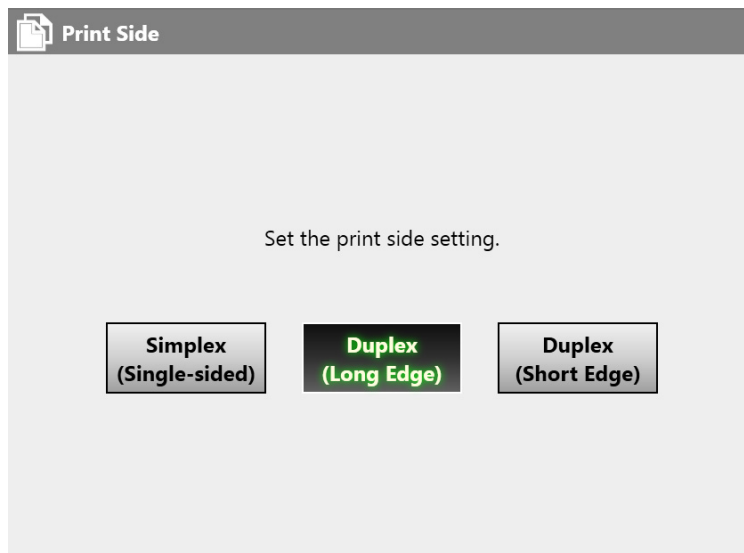 Print Side
Set the print side setting.
Simplex
(Single-sided)
Duplex
(Long Edge)
Duplex
(Short Edge)